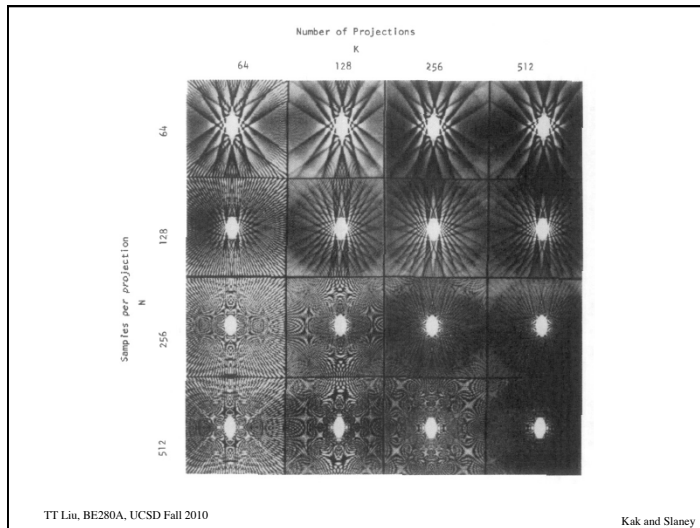 Number of Projections
K
64 128 256 512
64
128
Samples per projection
N
256
512
TT Liu, BE280A, UCSD Fall 2010
Kak and Slaney